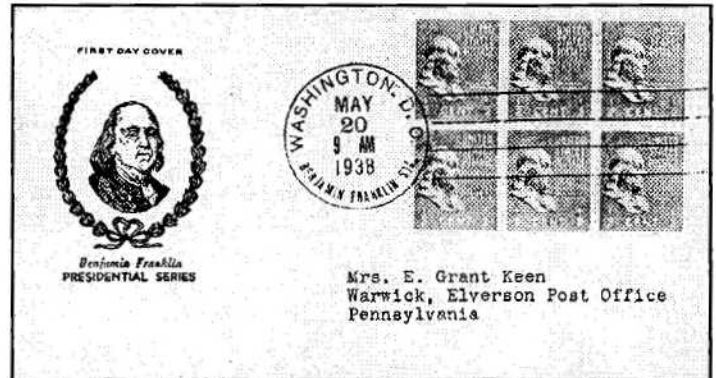 FIRST DAY COVER
Benjamin Franklin
PRESIDENTIAL SERIES
WASHINGTON, D. C.
MAY
20
9 AM
1938
BENJAMIN FRANKLIN STA.
Mrs. E. Grant Keen
Warwick, Elverson Post Office
Pennsylvania